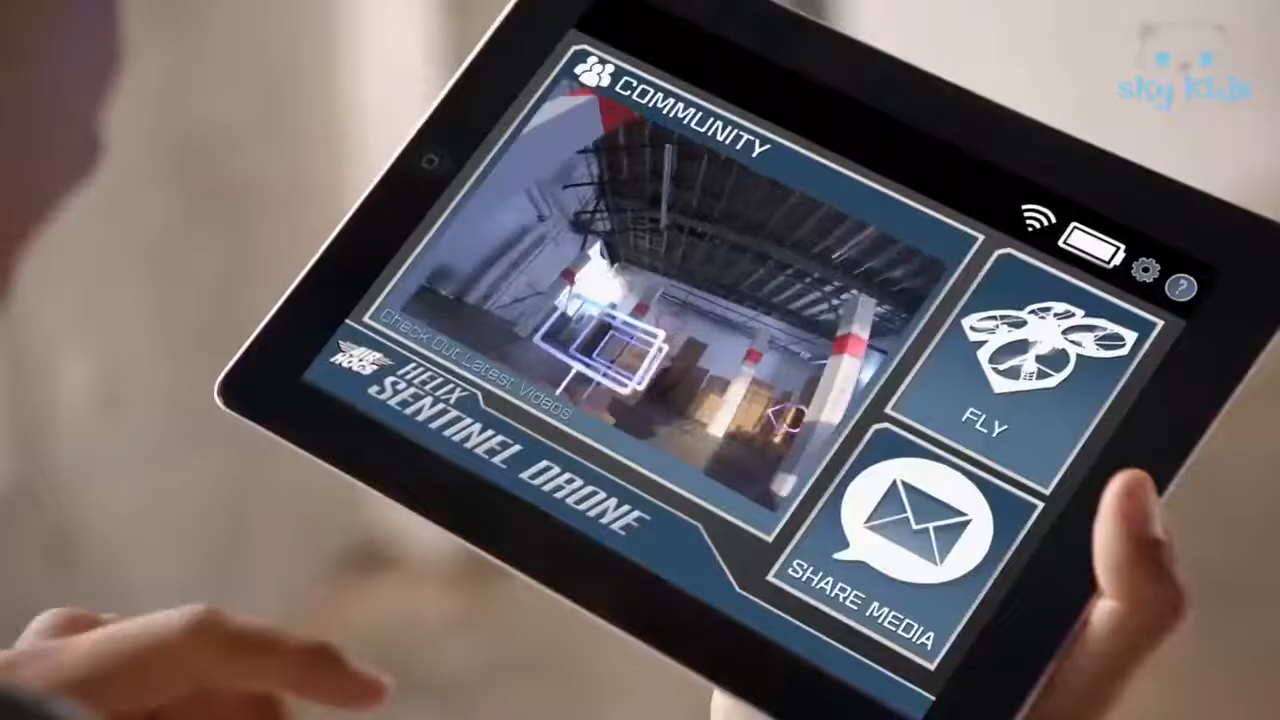 sky kids
COMMUNITY
?
Check Out Latest Videos
AIR
HOGS
HELIX
SENTINEL DRONE
FLY
SHARE MEDIA